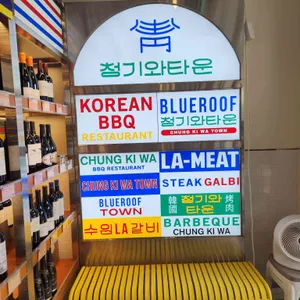 청기와타운
KOREAN
BBQ
RESTAURANT
BLUEROOF
청기와타운
CHUNG KI WA TOWN
CHUNG KI WA
BBQ RESTAURANT
CHUNG KI WA TOWN
BLUEROOF
TOWN
수원LA갈비
LA-MEAT
STEAK GALBI
韓國
청기와
타운
烤肉
BARBEQUE
CHUNG KI WA